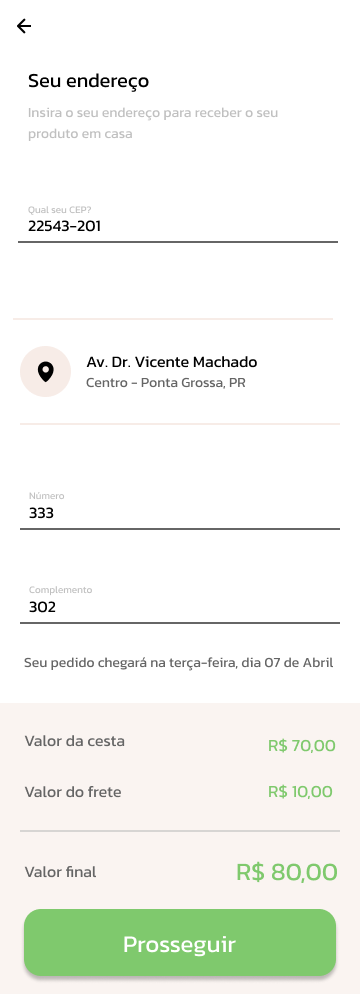 Seu endereço
Insira o seu endereço para receber o seu
produto em casa
Qual seu CEP?
22543-201
Av. Dr. Vicente Machado
Centro - Ponta Grossa, PR
Número
333
Complemento
302
Seu pedido chegará na terça-feira, dia 07 de Abril
Valor da cesta R$ 70,00
Valor do frete R$ 10,00
Valor final R$ 80,00
Prosseguir